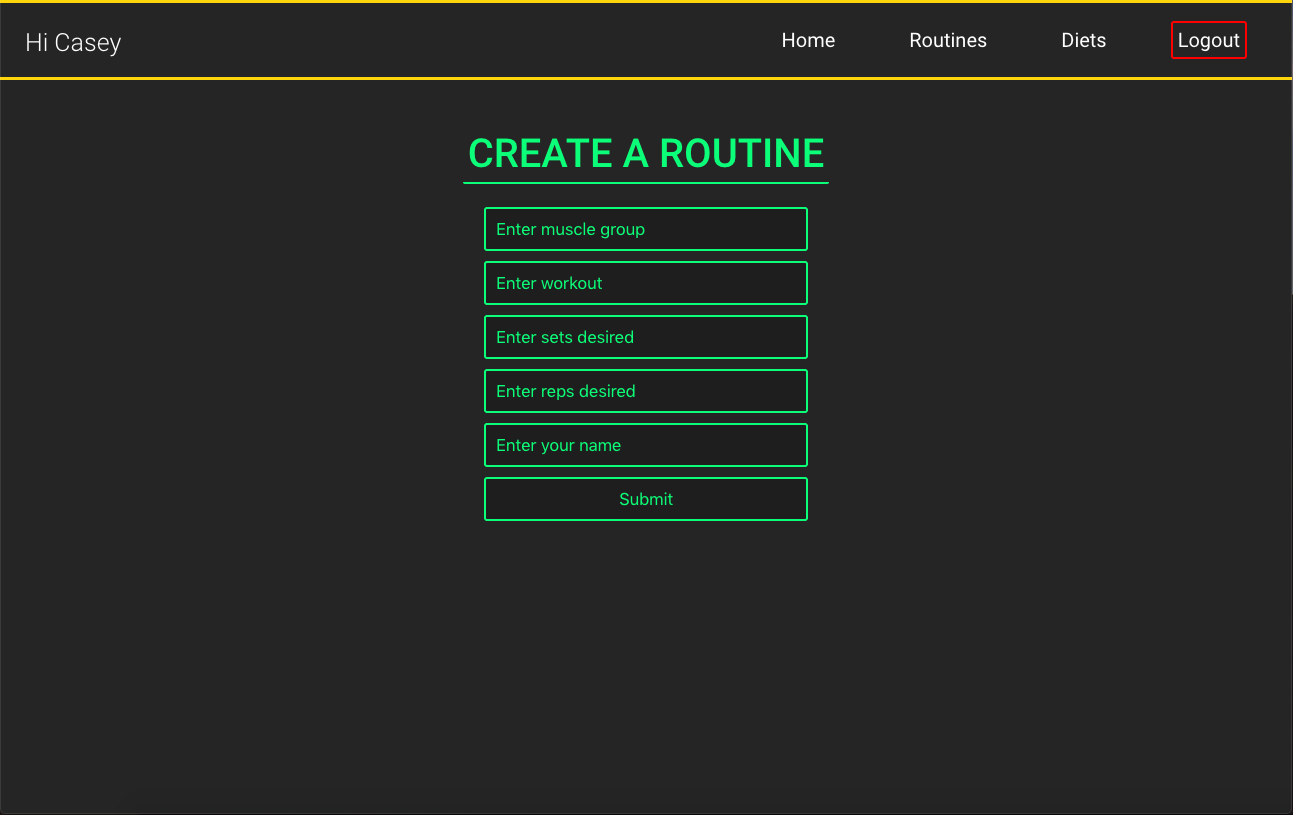 Hi Casey
Home Routines Diets Logout
CREATE A ROUTINE
Enter muscle group
Enter workout
Enter sets desired
Enter reps desired
Enter your name
Submit